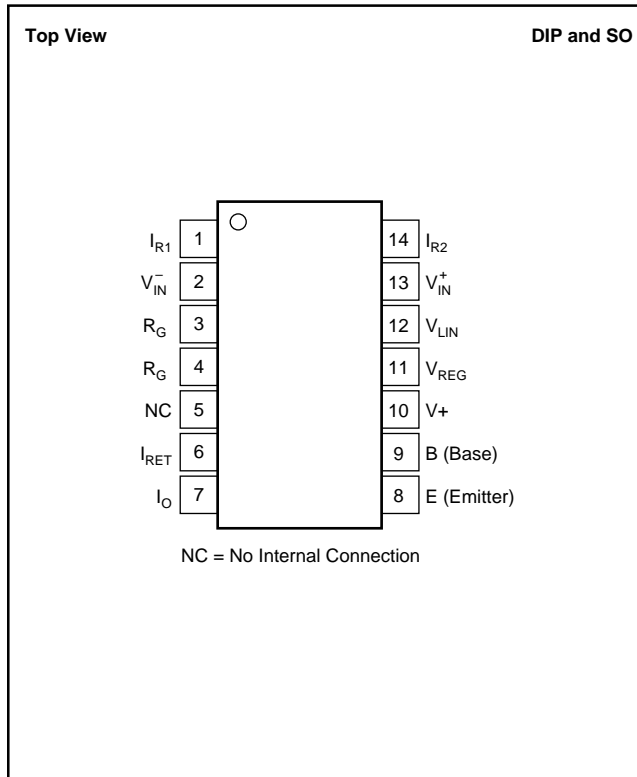 Top View DIP and SO
I_R1 1 14 I_R2
V_IN^− 2 13 V_IN^+
R_G 3 12 V_LIN
R_G 4 11 V_REG
NC 5 10 V+
I_RET 6 9 B (Base)
I_O 7 8 E (Emitter)
NC = No Internal Connection